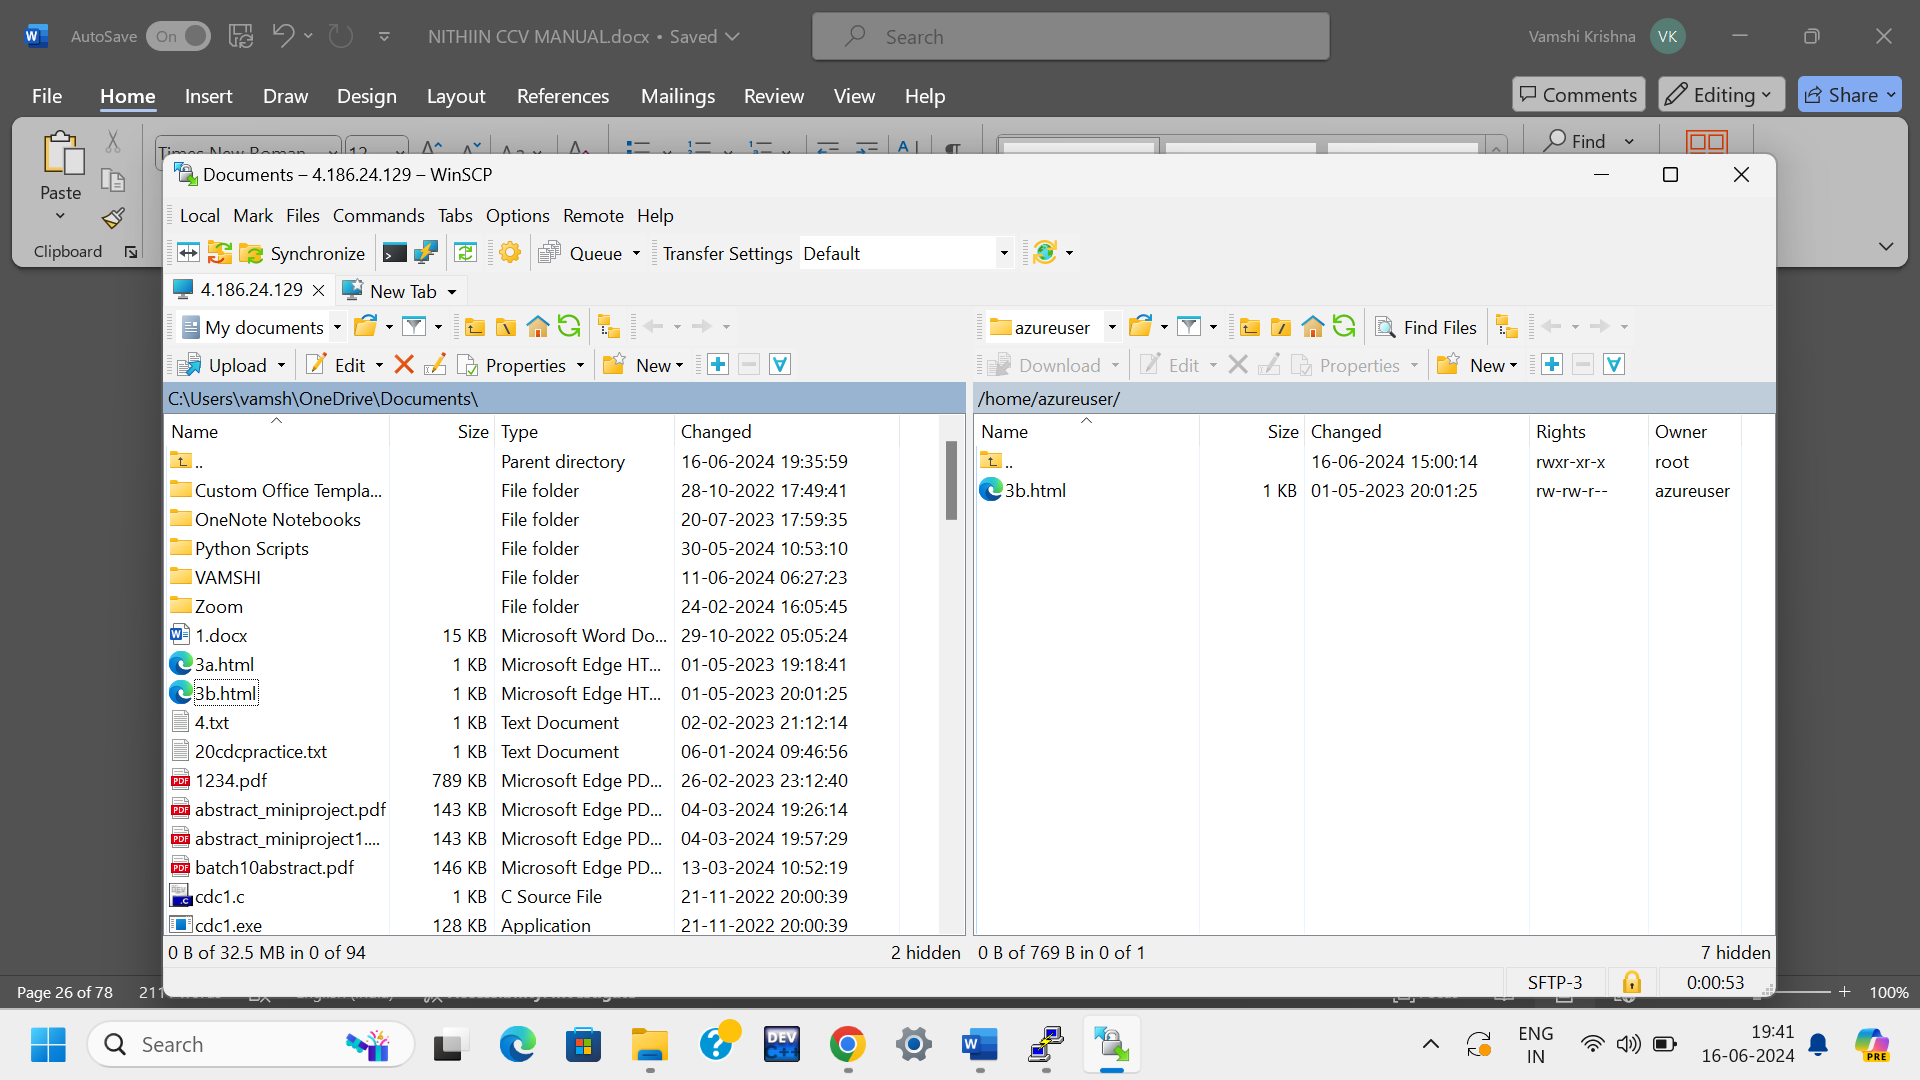 AutoSave On NITHIIN CCV MANUAL.docx • Saved Search Vamshi Krishna VK
File Home Insert Draw Design Layout References Mailings Review View Help Comments Editing Share
Times New Roman 12 Find
Paste
Clipboard
Documents – 4.186.24.129 – WinSCP
Local Mark Files Commands Tabs Options Remote Help
Synchronize Queue Transfer Settings Default
4.186.24.129 New Tab
My documents azureuser Find Files
Upload Edit Properties New Download Edit Properties New
C:\Users\vamsh\OneDrive\Documents\ /home/azureuser/
Name Size Type Changed Name Size Changed Rights Owner
.. Parent directory 16-06-2024 19:35:59 .. 16-06-2024 15:00:14 rwxr-xr-x root
Custom Office Templa... File folder 28-10-2022 17:49:41 3b.html 1 KB 01-05-2023 20:01:25 rw-rw-r-- azureuser
OneNote Notebooks File folder 20-07-2023 17:59:35
Python Scripts File folder 30-05-2024 10:53:10
VAMSHI File folder 11-06-2024 06:27:23
Zoom File folder 24-02-2024 16:05:45
1.docx 15 KB Microsoft Word Do... 29-10-2022 05:05:24
3a.html 1 KB Microsoft Edge HT... 01-05-2023 19:18:41
3b.html 1 KB Microsoft Edge HT... 01-05-2023 20:01:25
4.txt 1 KB Text Document 02-02-2023 21:12:14
20cdcpractice.txt 1 KB Text Document 06-01-2024 09:46:56
1234.pdf 789 KB Microsoft Edge PD... 26-02-2023 23:12:40
abstract_miniproject.pdf 143 KB Microsoft Edge PD... 04-03-2024 19:26:14
abstract_miniproject1.... 143 KB Microsoft Edge PD... 04-03-2024 19:57:29
batch10abstract.pdf 146 KB Microsoft Edge PD... 13-03-2024 10:52:19
cdc1.c 1 KB C Source File 21-11-2022 20:00:39
cdc1.exe 128 KB Application 21-11-2022 20:00:39
0 B of 32.5 MB in 0 of 94 2 hidden 0 B of 769 B in 0 of 1 7 hidden
SFTP-3 0:00:53
Page 26 of 78 100%
Search ENG 19:41
IN 16-06-2024
PRE